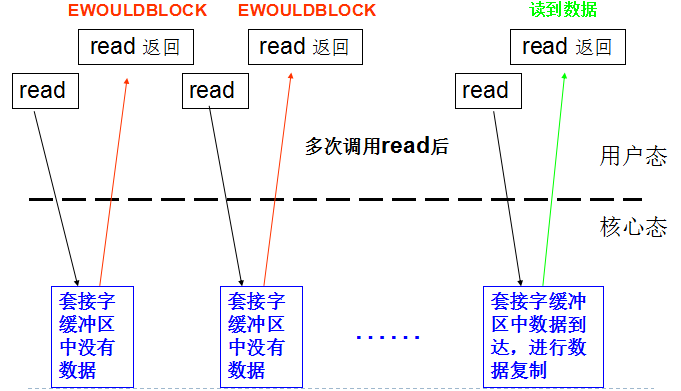 EWOULDBLOCK
EWOULDBLOCK
读到数据
read 返回
read 返回
read 返回
read
read
read
多次调用read后
用户态
核心态
套接字
缓冲区
中没有
数据
套接字
缓冲区
中没有
数据
......
套接字缓冲
区中数据到
达，进行数
据复制